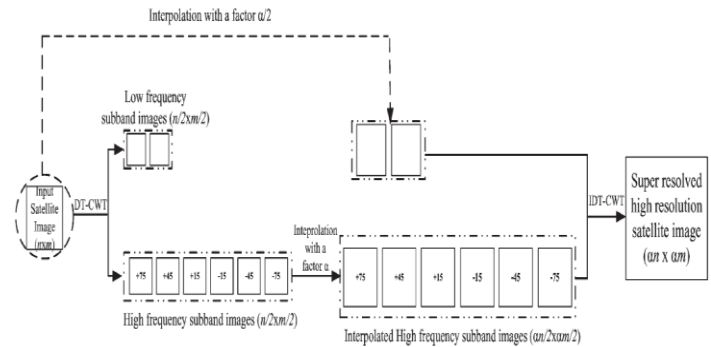 Interpolation with a factor α/2
Low frequency
subband images (n/2xm/2)
Input
Satellite
Image
(nxm)
DT-CWT
+75 +45 +15 -15 -45 -75
High frequency subband images (n/2xm/2)
Inteprolation
with a
factor α
+75 +45 +15 -15 -45 -75
Interpolated High frequency subband images (αn/2xαm/2)
IDT-CWT
Super resolved
high resolution
satellite image
(αn x αm)